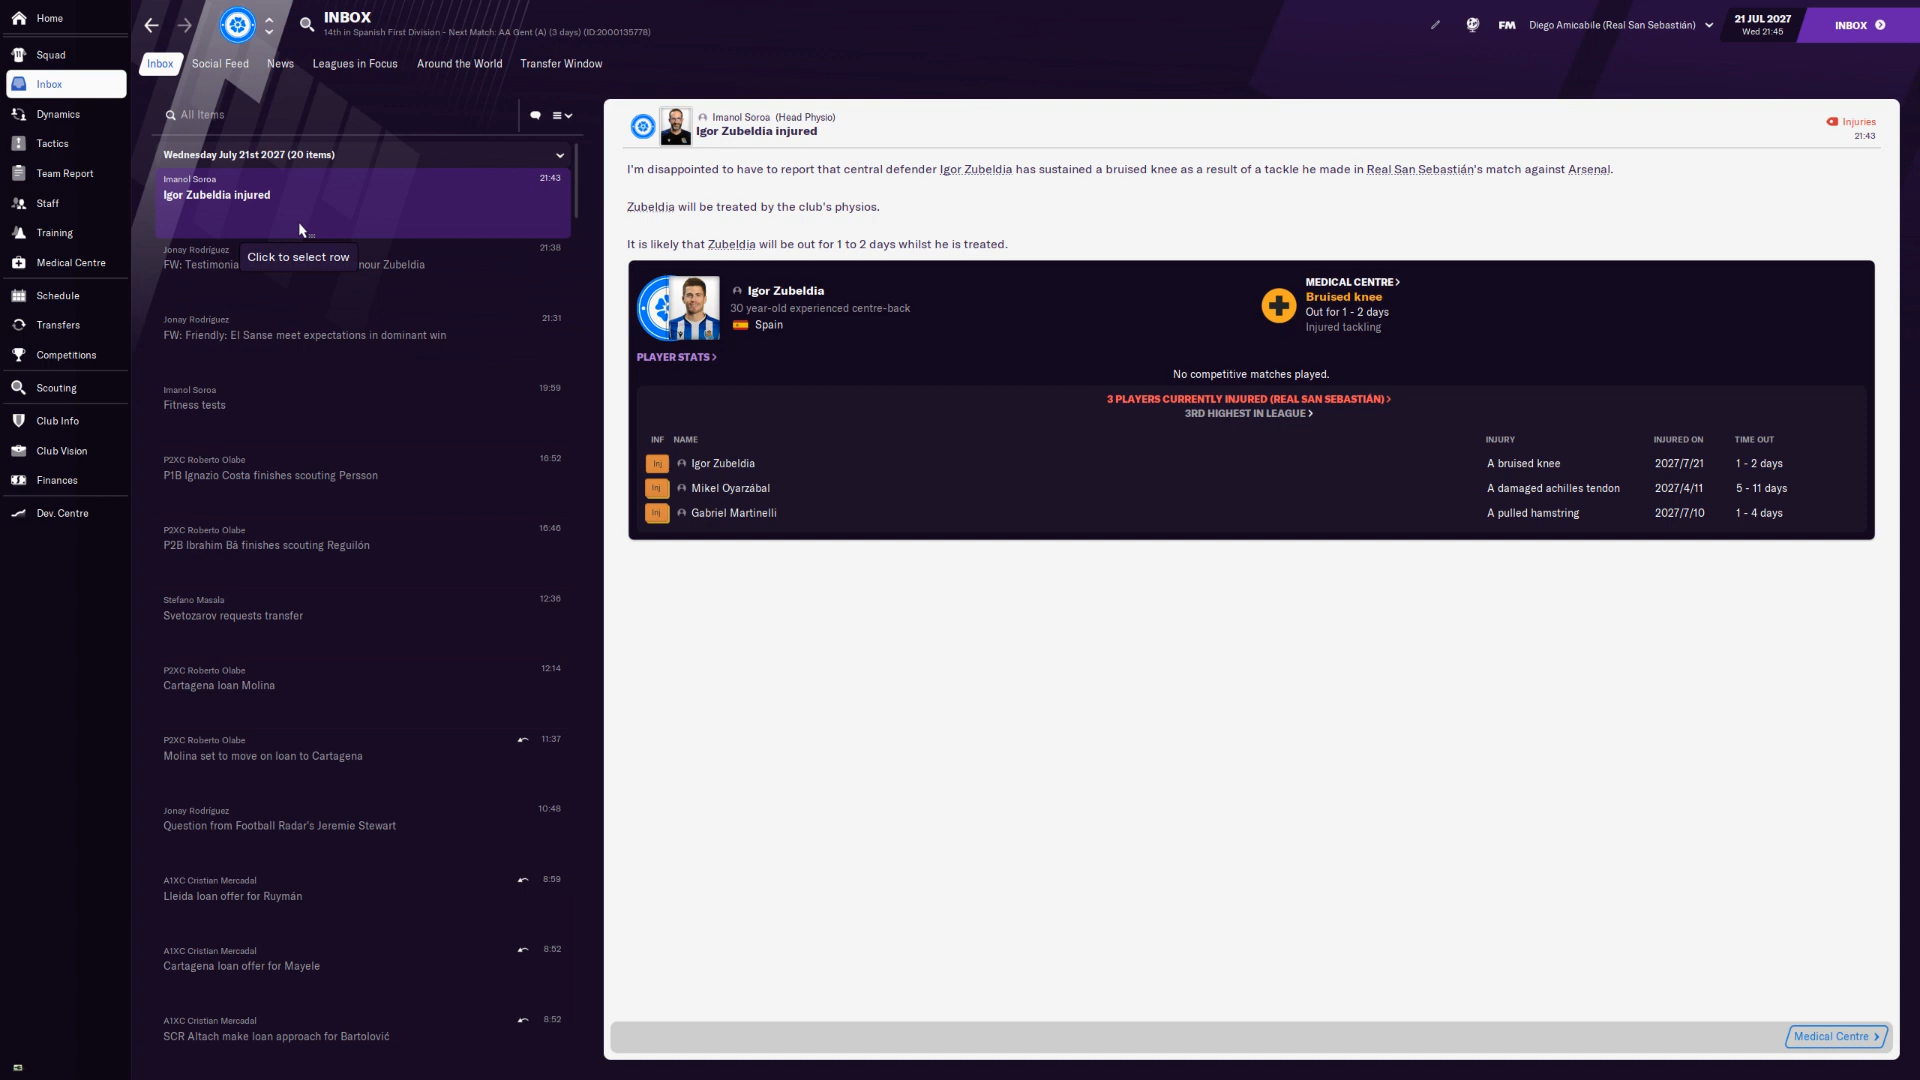 Home
Squad
Inbox
Dynamics
Tactics
Team Report
Staff
Training
Medical Centre
Schedule
Transfers
Competitions
Scouting
Club Info
Club Vision
Finances
Dev. Centre
INBOX
14th in Spanish First Division - Next Match: AA Gent (A) (3 days) (ID:2000135778)
FM
Diego Amicabile (Real San Sebastián)
21 JUL 2027
Wed 21:45
INBOX
Inbox
Social Feed
News
Leagues in Focus
Around the World
Transfer Window
All Items
Wednesday July 21st 2027 (20 items)
Imanol Soroa
21:43
Igor Zubeldia injured
Jonay Rodríguez
21:38
FW: Testimonia
nour Zubeldia
Click to select row
Jonay Rodríguez
21:31
FW: Friendly: El Sanse meet expectations in dominant win
Imanol Soroa
19:59
Fitness tests
P2XC Roberto Olabe
16:52
P1B Ignazio Costa finishes scouting Persson
P2XC Roberto Olabe
16:46
P2B Ibrahim Bâ finishes scouting Reguilón
Stefano Masala
12:36
Svetozarov requests transfer
P2XC Roberto Olabe
12:14
Cartagena loan Molina
P2XC Roberto Olabe
11:37
Molina set to move on loan to Cartagena
Jonay Rodríguez
10:48
Question from Football Radar's Jeremie Stewart
A1XC Cristian Mercadal
8:59
Lleida loan offer for Ruymán
A1XC Cristian Mercadal
8:52
Cartagena loan offer for Mayele
A1XC Cristian Mercadal
8:52
SCR Altach make loan approach for Bartolović
Imanol Soroa (Head Physio)
Igor Zubeldia injured
Injuries
21:43
I'm disappointed to have to report that central defender Igor Zubeldia has sustained a bruised knee as a result of a tackle he made in Real San Sebastián's match against Arsenal.
Zubeldia will be treated by the club's physios.
It is likely that Zubeldia will be out for 1 to 2 days whilst he is treated.
Igor Zubeldia
30 year-old experienced centre-back
Spain
MEDICAL CENTRE
Bruised knee
Out for 1 - 2 days
Injured tackling
PLAYER STATS
No competitive matches played.
3 PLAYERS CURRENTLY INJURED (REAL SAN SEBASTIÁN)
3RD HIGHEST IN LEAGUE
INF NAME INJURY INJURED ON TIME OUT
Inj Igor Zubeldia A bruised knee 2027/7/21 1 - 2 days
Inj Mikel Oyarzábal A damaged achilles tendon 2027/4/11 5 - 11 days
Inj Gabriel Martinelli A pulled hamstring 2027/7/10 1 - 4 days
Medical Centre